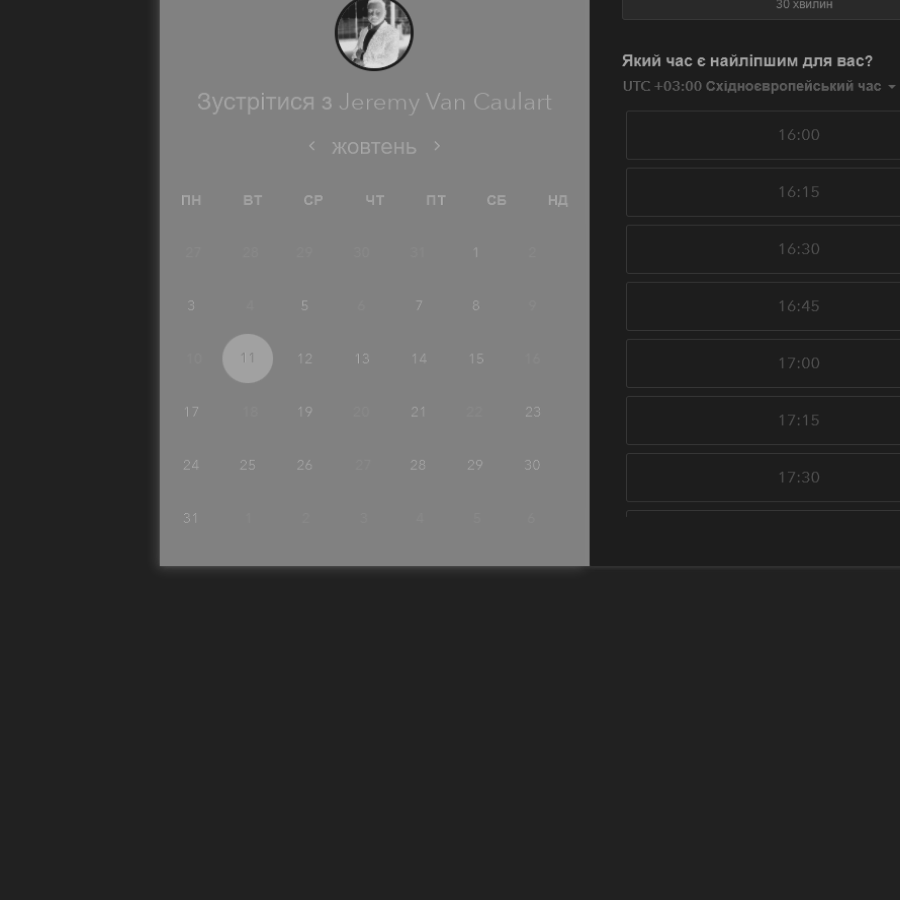 Зустрітися з Jeremy Van Caulart
жовтень
ПН ВТ СР ЧТ ПТ СБ НД
27 28 29 30 31 1 2
3 4 5 6 7 8 9
10 11 12 13 14 15 16
17 18 19 20 21 22 23
24 25 26 27 28 29 30
31 1 2 3 4 5 6
30 хвилин
Який час є найліпшим для вас?
UTC +03:00 Східноєвропейський час
16:00
16:15
16:30
16:45
17:00
17:15
17:30